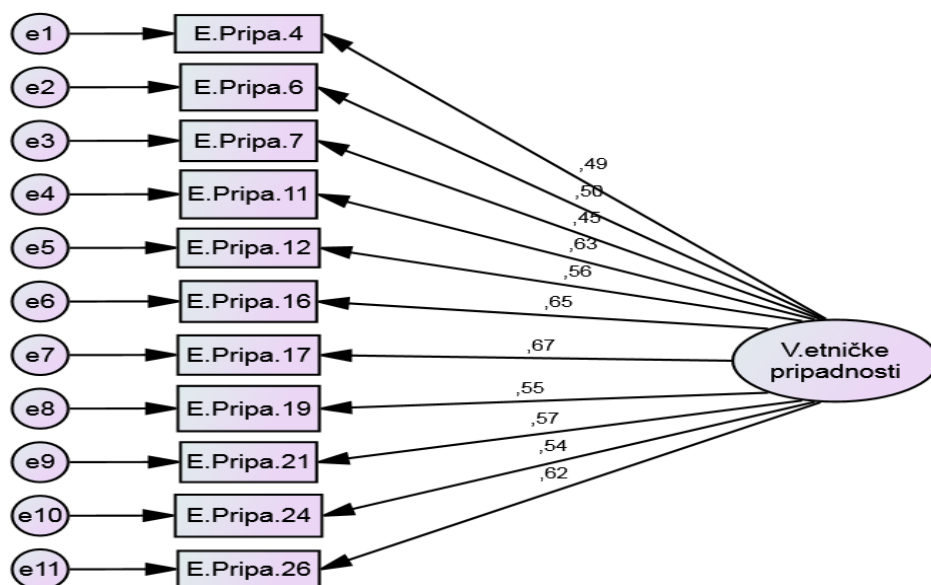 e1
E.Pripa.4
e2
E.Pripa.6
e3
E.Pripa.7
e4
E.Pripa.11
e5
E.Pripa.12
e6
E.Pripa.16
e7
E.Pripa.17
e8
E.Pripa.19
e9
E.Pripa.21
e10
E.Pripa.24
e11
E.Pripa.26
,49
,50
,45
,63
,56
,65
,67
,55
,57
,54
,62
V.etničke
pripadnosti